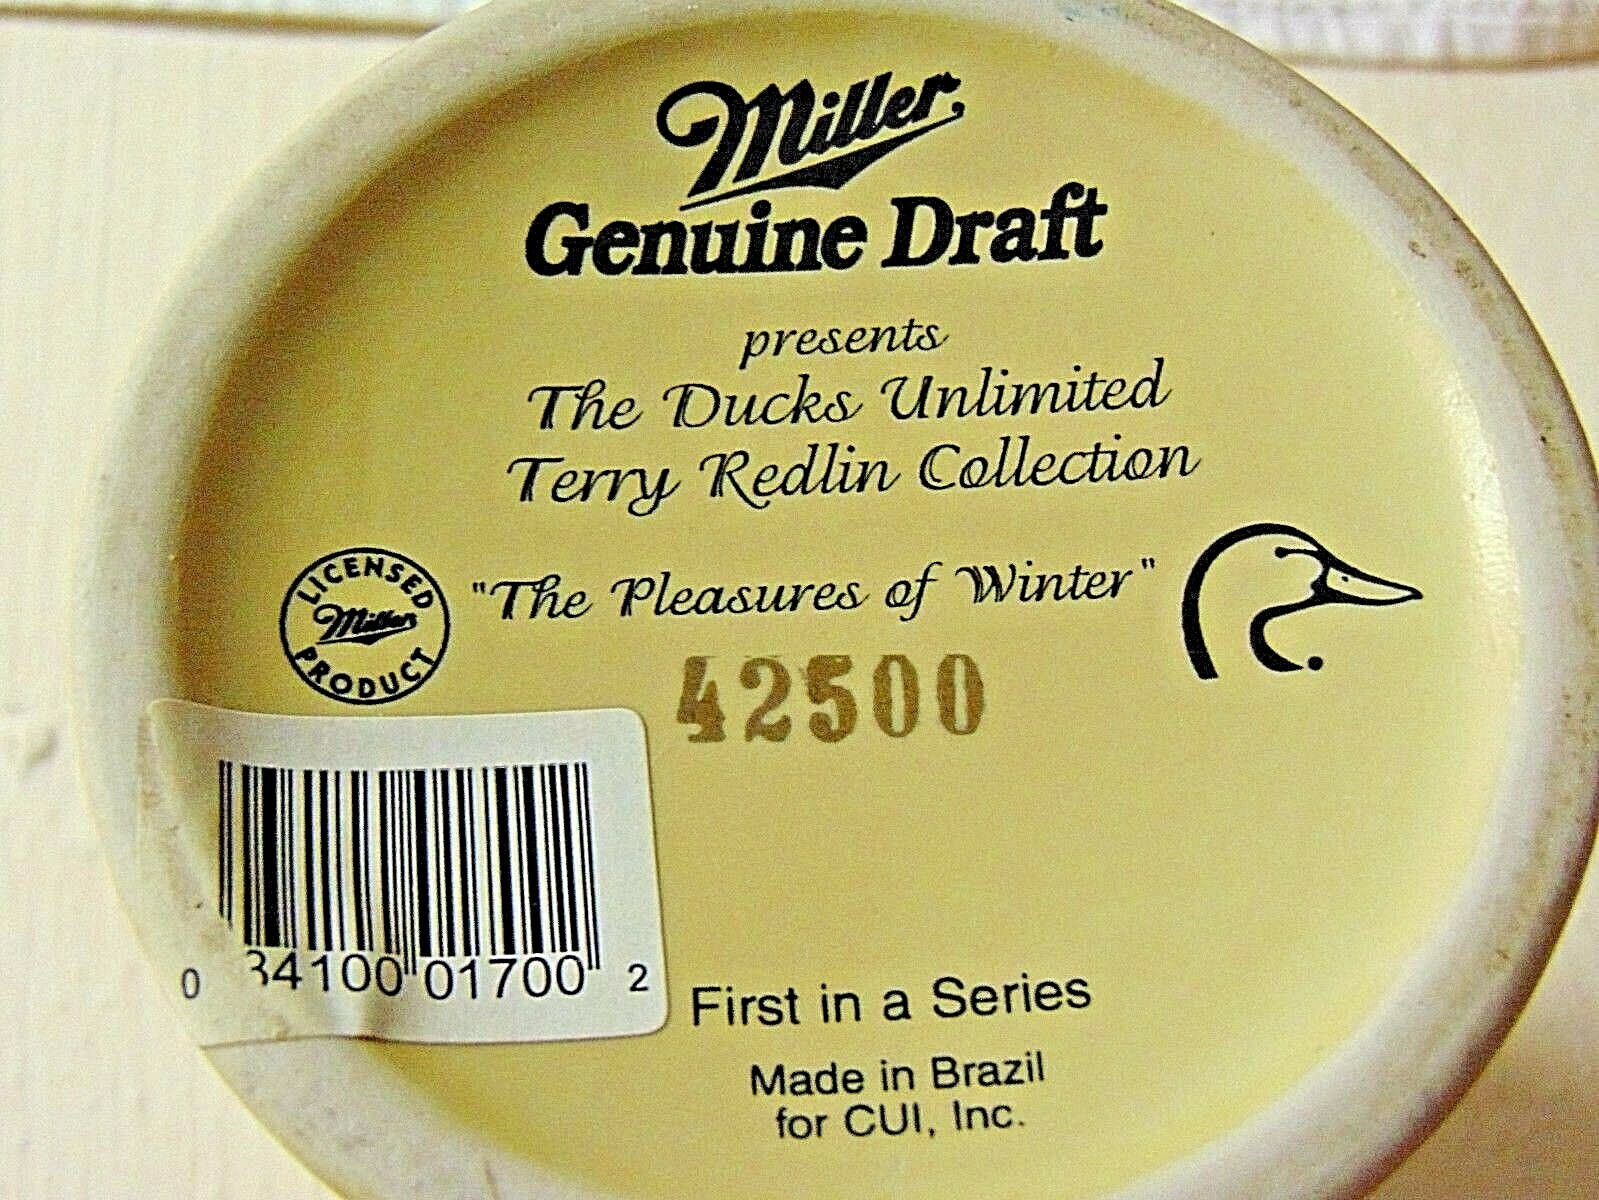 Miller
Genuine Draft
presents
The Ducks Unlimited
Terry Redlin Collection
"The Pleasures of Winter"
LICENSED
Miller
PRODUCT
42500
0 34100 01700 2
First in a Series
Made in Brazil
for CUI, Inc.